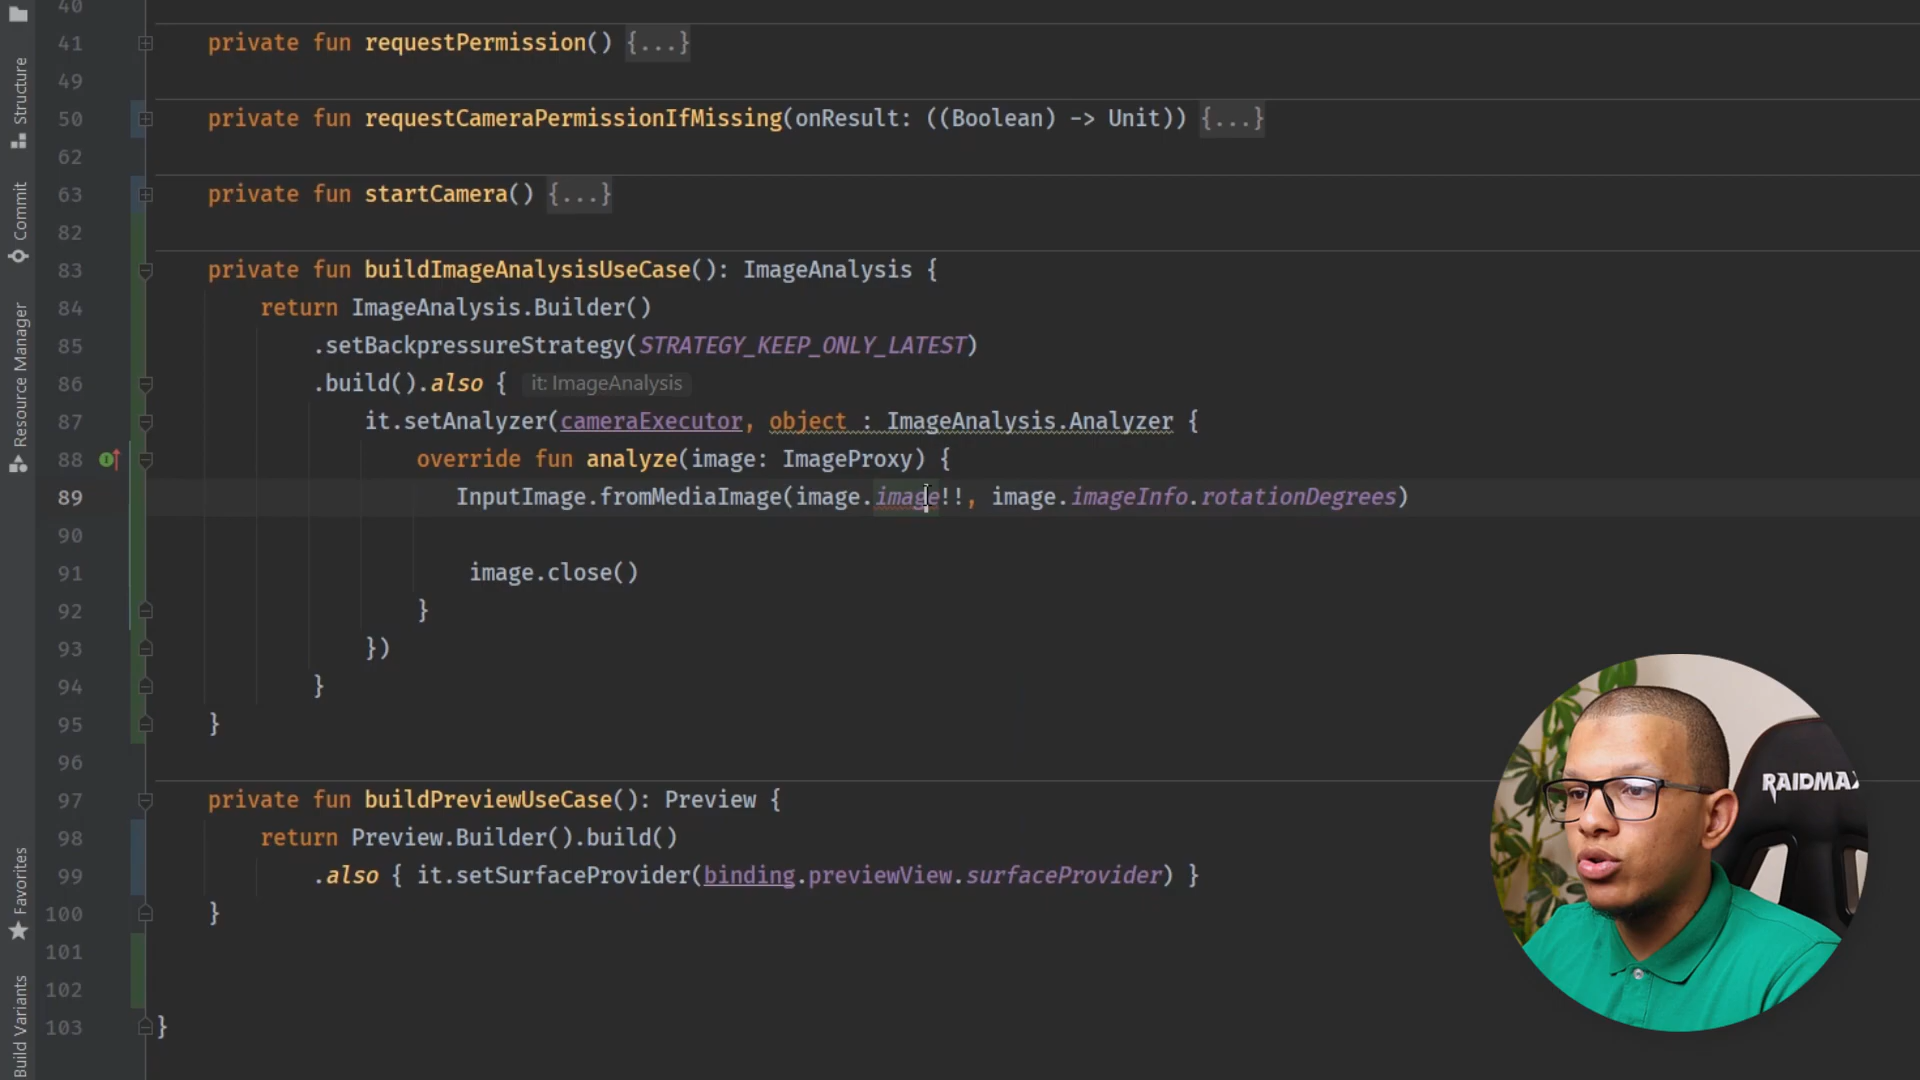 40
41 private fun requestPermission() {...}
49
50 private fun requestCameraPermissionIfMissing(onResult: ((Boolean) -> Unit)) {...}
62
63 private fun startCamera() {...}
82
83 private fun buildImageAnalysisUseCase(): ImageAnalysis {
84 return ImageAnalysis.Builder()
85 .setBackpressureStrategy(STRATEGY_KEEP_ONLY_LATEST)
86 .build().also { it: ImageAnalysis
87 it.setAnalyzer(cameraExecutor, object : ImageAnalysis.Analyzer {
88 override fun analyze(image: ImageProxy) {
89 InputImage.fromMediaImage(image.image!!, image.imageInfo.rotationDegrees)
90
91 image.close()
92 }
93 })
94 }
95 }
96
97 private fun buildPreviewUseCase(): Preview {
98 return Preview.Builder().build()
99 .also { it.setSurfaceProvider(binding.previewView.surfaceProvider) }
100 }
101
102
103 }
Structure
Commit
Resource Manager
Favorites
Build Variants
RAIDMAX